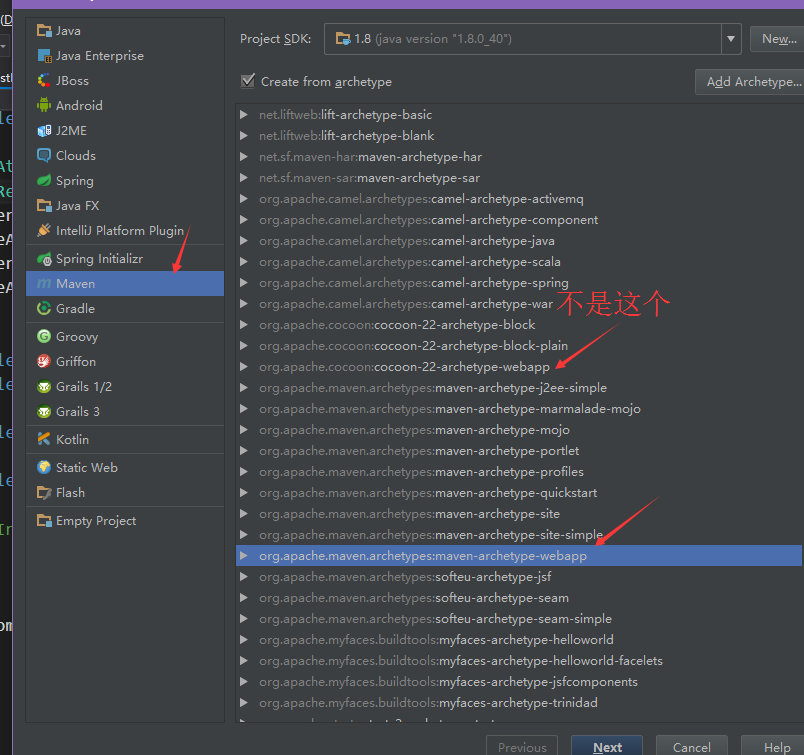 Project SDK: 1.8 (java version "1.8.0_40") New...
Create from archetype
Add Archetype...
Java
Java Enterprise
JBoss
Android
J2ME
Clouds
Spring
Java FX
IntelliJ Platform Plugin
Spring Initializr
Maven
Gradle
Groovy
Griffon
Grails 1/2
Grails 3
Kotlin
Static Web
Flash
Empty Project
net.liftweb:lift-archetype-basic
net.liftweb:lift-archetype-blank
net.sf.maven-har:maven-archetype-har
net.sf.maven-sar:maven-archetype-sar
org.apache.camel.archetypes:camel-archetype-activemq
org.apache.camel.archetypes:camel-archetype-component
org.apache.camel.archetypes:camel-archetype-java
org.apache.camel.archetypes:camel-archetype-scala
org.apache.camel.archetypes:camel-archetype-spring
org.apache.camel.archetypes:camel-archetype-war
不是这个
org.apache.cocoon:cocoon-22-archetype-block
org.apache.cocoon:cocoon-22-archetype-block-plain
org.apache.cocoon:cocoon-22-archetype-webapp
org.apache.maven.archetypes:maven-archetype-j2ee-simple
org.apache.maven.archetypes:maven-archetype-marmalade-mojo
org.apache.maven.archetypes:maven-archetype-mojo
org.apache.maven.archetypes:maven-archetype-portlet
org.apache.maven.archetypes:maven-archetype-profiles
org.apache.maven.archetypes:maven-archetype-quickstart
org.apache.maven.archetypes:maven-archetype-site
org.apache.maven.archetypes:maven-archetype-site-simple
org.apache.maven.archetypes:maven-archetype-webapp
org.apache.maven.archetypes:softeu-archetype-jsf
org.apache.maven.archetypes:softeu-archetype-seam
org.apache.maven.archetypes:softeu-archetype-seam-simple
org.apache.myfaces.buildtools:myfaces-archetype-helloworld
org.apache.myfaces.buildtools:myfaces-archetype-helloworld-facelets
org.apache.myfaces.buildtools:myfaces-archetype-jsfcomponents
org.apache.myfaces.buildtools:myfaces-archetype-trinidad
Previous Next Cancel Help